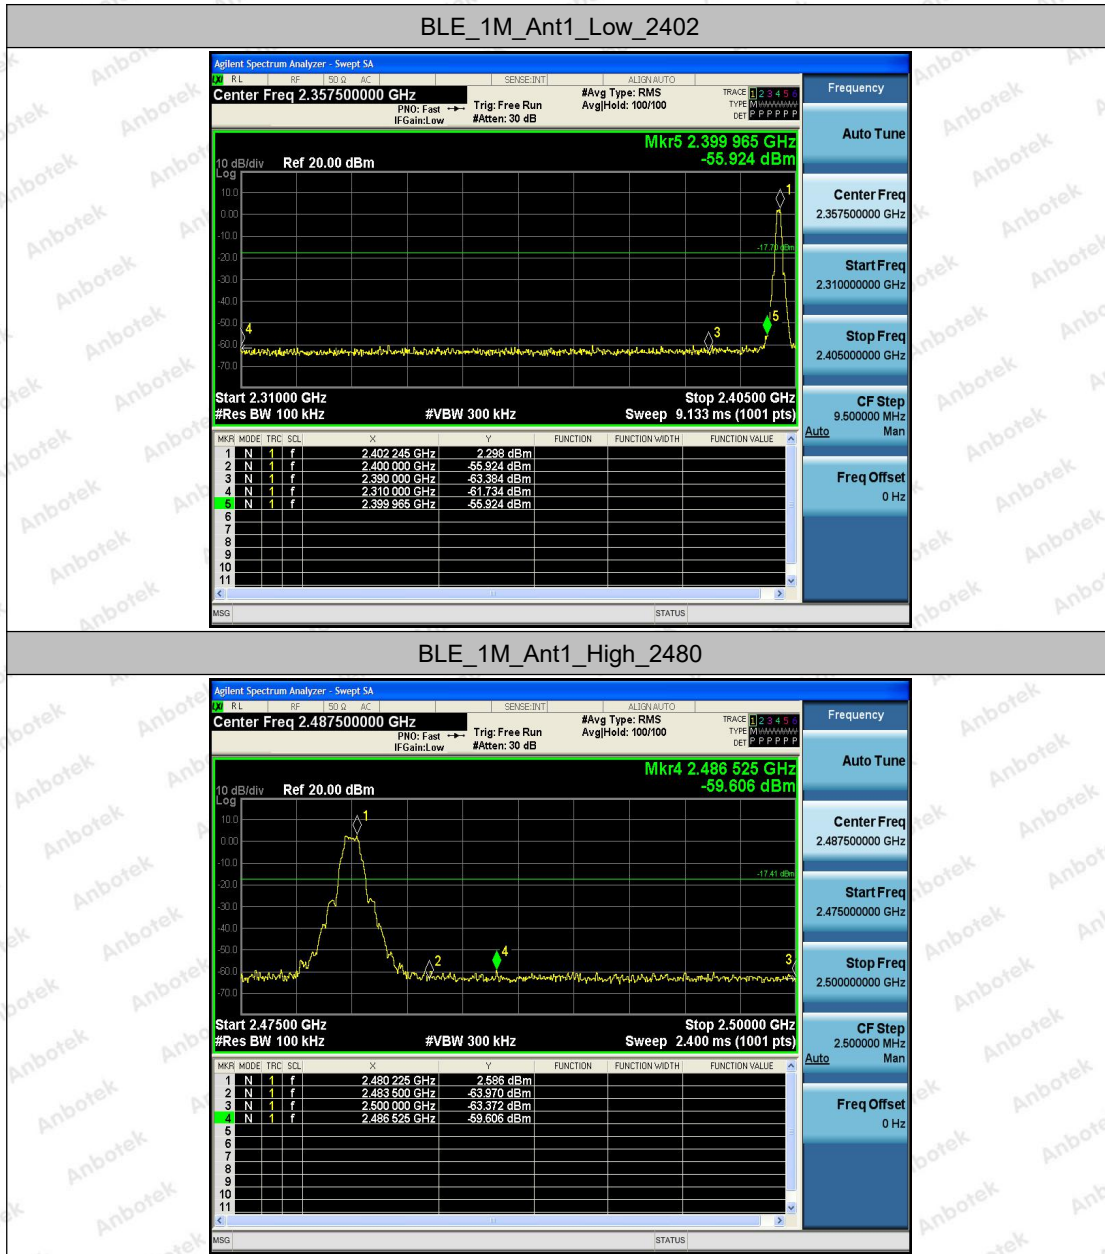 BLE_1M_Ant1_Low_2402
Agilent Spectrum Analyzer - Swept SA
LXI RL RF 50 Ω AC SENSE:INT ALIGNAUTO
Center Freq 2.357500000 GHz
PNO: Fast
IFGain:Low
Trig: Free Run
#Atten: 30 dB
#Avg Type: RMS
Avg|Hold: 100/100
TRACE 1 2 3 4 5 6
TYPE M
DET P P P P P P
Mkr5 2.399 965 GHz
-55.924 dBm
10 dB/div Ref 20.00 dBm
Log
10.0
0.00
-10.0
-20.0
-30.0
-40.0
-50.0
-60.0
-70.0
-17.70 dBm
1
5
3
4
Start 2.31000 GHz Stop 2.40500 GHz
#Res BW 100 kHz #VBW 300 kHz Sweep 9.133 ms (1001 pts)
MKR MODE TRC SCL X Y FUNCTION FUNCTION WIDTH FUNCTION VALUE
1 N 1 f 2.402 245 GHz 2.298 dBm
2 N 1 f 2.400 000 GHz -55.924 dBm
3 N 1 f 2.390 000 GHz -63.384 dBm
4 N 1 f 2.310 000 GHz -61.734 dBm
5 N 1 f 2.399 965 GHz -55.924 dBm
6
7
8
9
10
11
MSG STATUS
Frequency
Auto Tune
Center Freq
2.357500000 GHz
Start Freq
2.310000000 GHz
Stop Freq
2.405000000 GHz
CF Step
9.500000 MHz
Auto Man
Freq Offset
0 Hz
BLE_1M_Ant1_High_2480
Agilent Spectrum Analyzer - Swept SA
LXI RL RF 50 Ω AC SENSE:INT ALIGNAUTO
Center Freq 2.487500000 GHz
PNO: Fast
IFGain:Low
Trig: Free Run
#Atten: 30 dB
#Avg Type: RMS
Avg|Hold: 100/100
TRACE 1 2 3 4 5 6
TYPE M
DET P P P P P P
Mkr4 2.486 525 GHz
-59.606 dBm
10 dB/div Ref 20.00 dBm
Log
10.0
0.00
-10.0
-20.0
-30.0
-40.0
-50.0
-60.0
-70.0
-17.41 dBm
1
2
4
3
Start 2.47500 GHz Stop 2.50000 GHz
#Res BW 100 kHz #VBW 300 kHz Sweep 2.400 ms (1001 pts)
MKR MODE TRC SCL X Y FUNCTION FUNCTION WIDTH FUNCTION VALUE
1 N 1 f 2.480 225 GHz 2.586 dBm
2 N 1 f 2.483 500 GHz -63.970 dBm
3 N 1 f 2.500 000 GHz -63.372 dBm
4 N 1 f 2.486 525 GHz -59.606 dBm
5
6
7
8
9
10
11
MSG STATUS
Frequency
Auto Tune
Center Freq
2.487500000 GHz
Start Freq
2.475000000 GHz
Stop Freq
2.500000000 GHz
CF Step
2.500000 MHz
Auto Man
Freq Offset
0 Hz
Anbotek